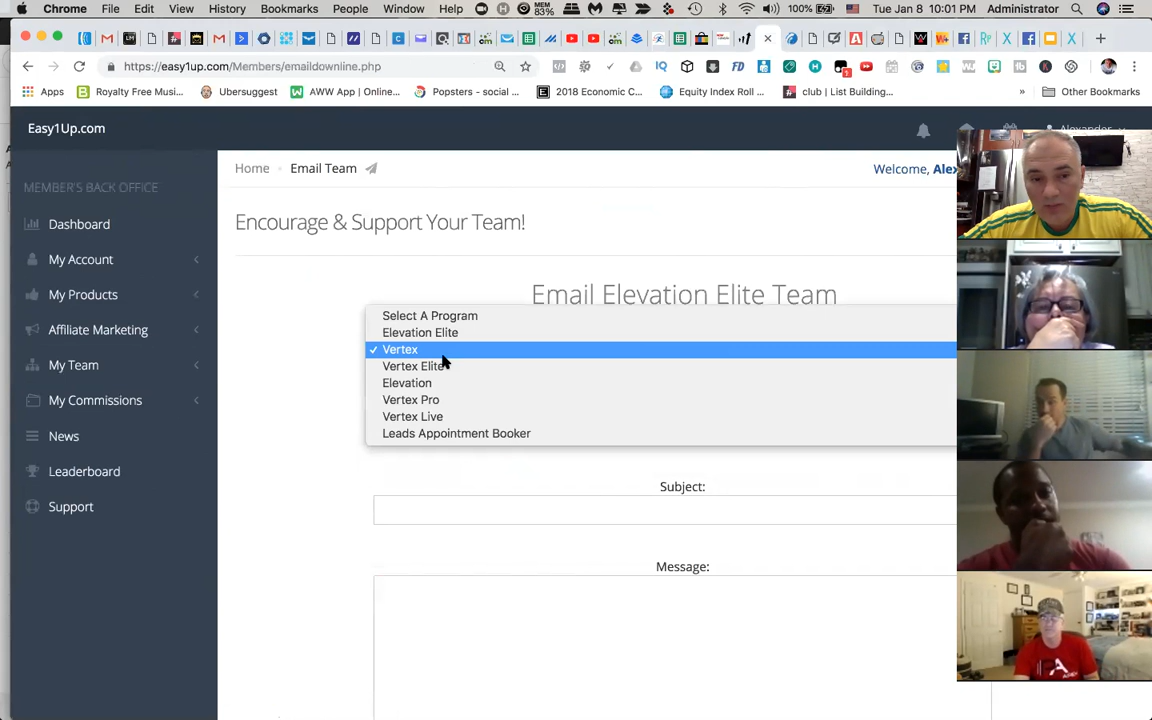 Chrome File Edit View History Bookmarks People Window Help MEM 83% 100% Tue Jan 8 10:01 PM Administrator
https://easy1up.com/Members/emaildownline.php
Apps Royalty Free Musi... Ubersuggest AWW App | Online... Popsters - social ... 2018 Economic C... Equity Index Roll ... club | List Building... » Other Bookmarks
Easy1Up.com
Home Email Team Welcome, Alex
MEMBER'S BACK OFFICE
Dashboard
My Account
My Products
Affiliate Marketing
My Team
My Commissions
News
Leaderboard
Support
Encourage & Support Your Team!
Email Elevation Elite Team
Select A Program
Elevation Elite
✓ Vertex
Vertex Elite
Elevation
Vertex Pro
Vertex Live
Leads Appointment Booker
Subject:
Message: